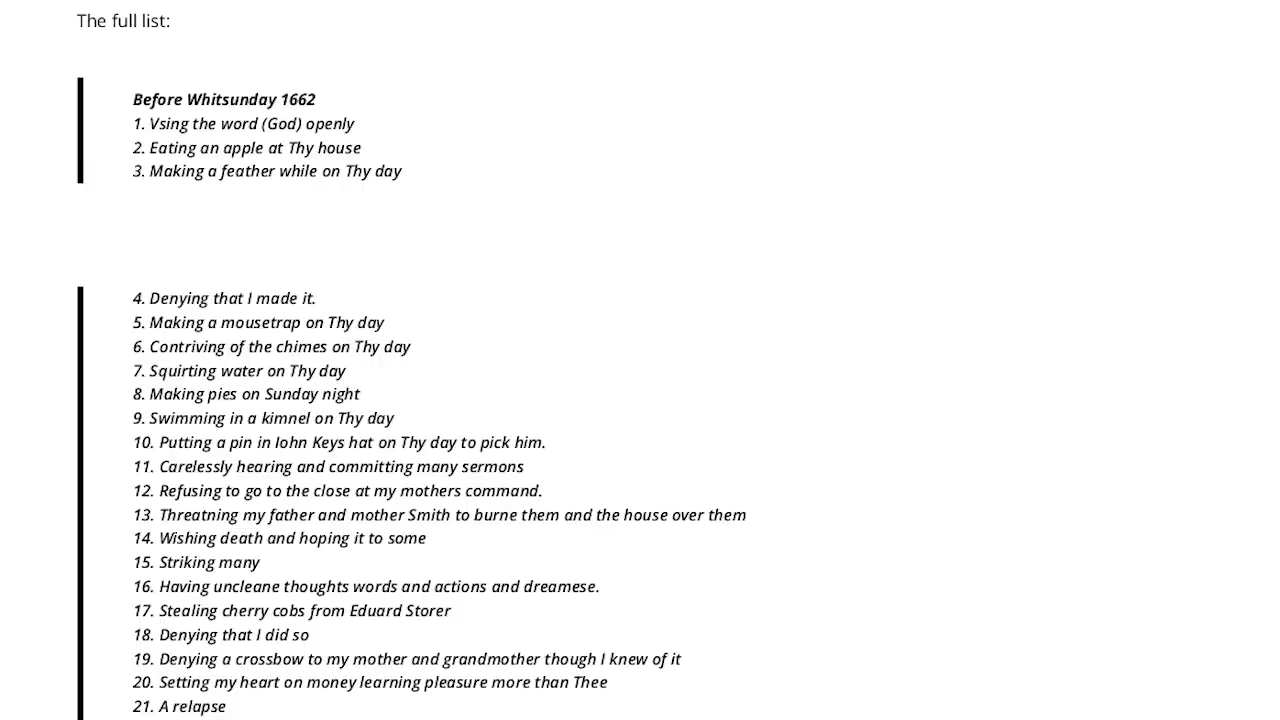 The full list:
Before Whitsunday 1662
1. Vsing the word (God) openly
2. Eating an apple at Thy house
3. Making a feather while on Thy day
4. Denying that I made it.
5. Making a mousetrap on Thy day
6. Contriving of the chimes on Thy day
7. Squirting water on Thy day
8. Making pies on Sunday night
9. Swimming in a kimnel on Thy day
10. Putting a pin in Iohn Keys hat on Thy day to pick him.
11. Carelessly hearing and committing many sermons
12. Refusing to go to the close at my mothers command.
13. Threatning my father and mother Smith to burne them and the house over them
14. Wishing death and hoping it to some
15. Striking many
16. Having uncleane thoughts words and actions and dreamese.
17. Stealing cherry cobs from Eduard Storer
18. Denying that I did so
19. Denying a crossbow to my mother and grandmother though I knew of it
20. Setting my heart on money learning pleasure more than Thee
21. A relapse